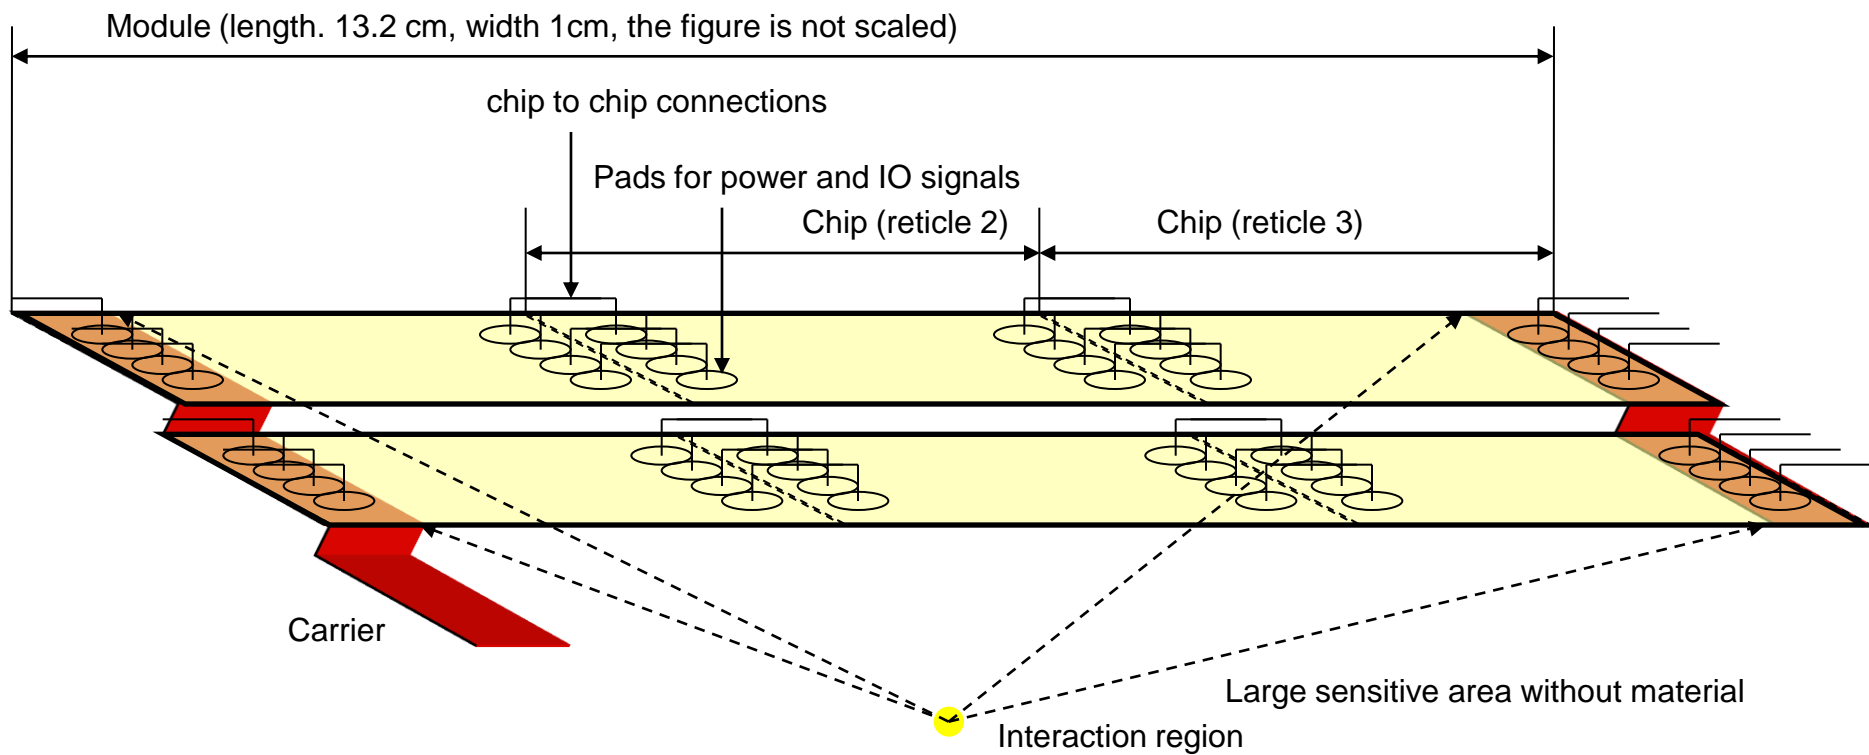 Module (length. 13.2 cm, width 1cm, the figure is not scaled)
chip to chip connections
Pads for power and IO signals
Chip (reticle 2)
Chip (reticle 3)
Carrier
Large sensitive area without material
Interaction region